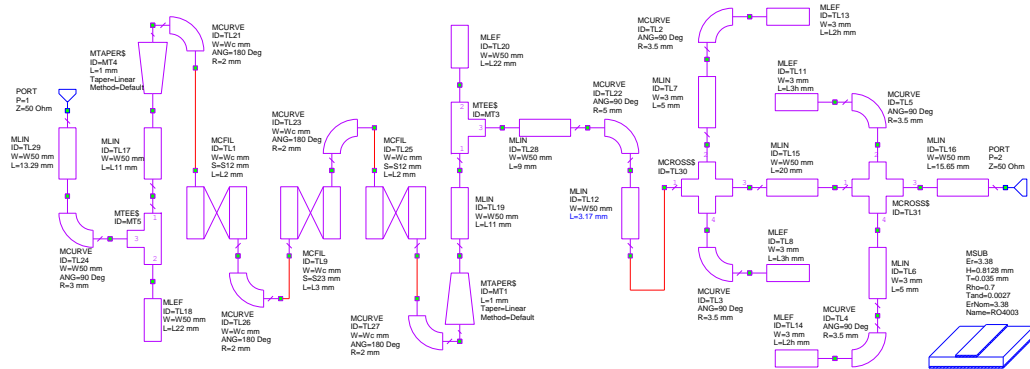 PORT
P=1
Z=50 Ohm
MLIN
ID=TL29
W=W50 mm
L=13.29 mm
MCURVE
ID=TL24
W=W50 mm
ANG=90 Deg
R=3 mm
MTAPER$
ID=MT4
L=1 mm
Taper=Linear
Method=Default
MLIN
ID=TL17
W=W50 mm
L=L11 mm
MTEE$
ID=MT5
1
2
3
MLEF
ID=TL18
W=W50 mm
L=L22 mm
MCURVE
ID=TL21
W=Wc mm
ANG=180 Deg
R=2 mm
MCFIL
ID=TL1
W=Wc mm
S=S12 mm
L=L2 mm
MCURVE
ID=TL26
W=Wc mm
ANG=180 Deg
R=2 mm
MCURVE
ID=TL23
W=Wc mm
ANG=180 Deg
R=2 mm
MCFIL
ID=TL9
W=Wc mm
S=S23 mm
L=L3 mm
MCFIL
ID=TL25
W=Wc mm
S=S12 mm
L=L2 mm
MCURVE
ID=TL27
W=Wc mm
ANG=180 Deg
R=2 mm
MLEF
ID=TL20
W=W50 mm
L=L22 mm
MTEE$
ID=MT3
2
3
1
MLIN
ID=TL19
W=W50 mm
L=L11 mm
MTAPER$
ID=MT1
L=1 mm
Taper=Linear
Method=Default
MLIN
ID=TL28
W=W50 mm
L=9 mm
MCURVE
ID=TL22
ANG=90 Deg
R=5 mm
MLIN
ID=TL12
W=W50 mm
L=3.17 mm
MCURVE
ID=TL2
ANG=90 Deg
R=3.5 mm
MLEF
ID=TL13
W=3 mm
L=L2h mm
MLIN
ID=TL7
W=3 mm
L=5 mm
MCROSS$
ID=TL30
1
2
3
4
MCURVE
ID=TL3
ANG=90 Deg
R=3.5 mm
MLEF
ID=TL8
W=3 mm
L=L3h mm
MLIN
ID=TL15
W=W50 mm
L=20 mm
MLEF
ID=TL11
W=3 mm
L=L3h mm
MCURVE
ID=TL5
ANG=90 Deg
R=3.5 mm
MCROSS$
ID=TL31
1
2
3
4
MLIN
ID=TL16
W=W50 mm
L=15.65 mm
PORT
P=2
Z=50 Ohm
MLIN
ID=TL6
W=3 mm
L=5 mm
MCURVE
ID=TL4
ANG=90 Deg
R=3.5 mm
MLEF
ID=TL14
W=3 mm
L=L2h mm
MSUB
Er=3.38
H=0.8128 mm
T=0.035 mm
Rho=0.7
Tand=0.0027
ErNom=3.38
Name=RO4003